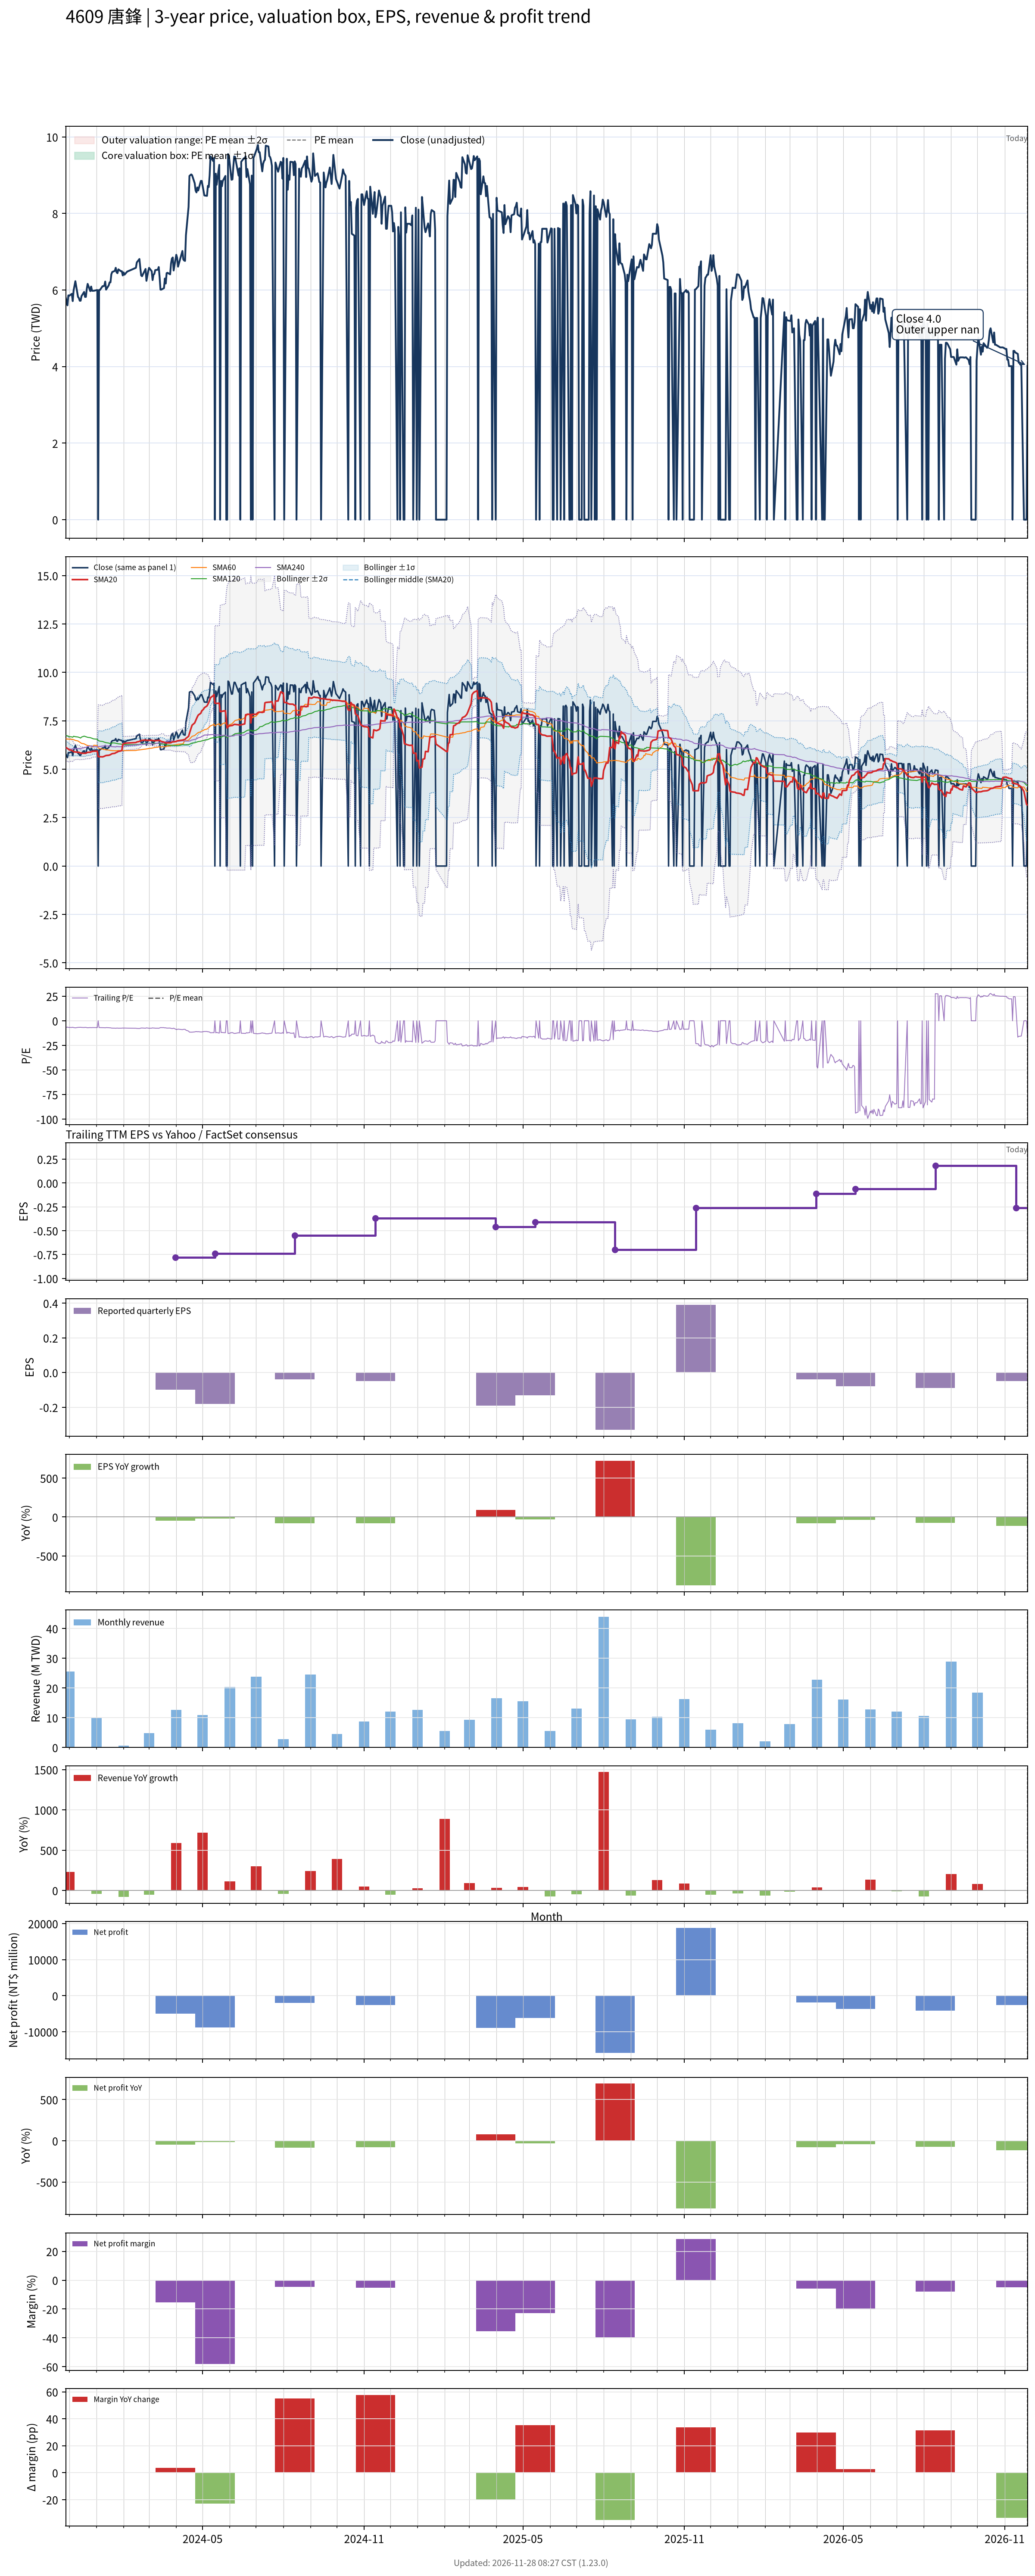 4609 唐鋒 | 3-year price, valuation box, EPS, revenue & profit trend
Outer valuation range: PE mean ±2σ
Core valuation box: PE mean ±1σ
PE mean
Close (unadjusted)
Today
Price (TWD)
10
8
6
4
2
0
Close 4.0
Outer upper nan
Close (same as panel 1)
SMA20
SMA60
SMA120
SMA240
Bollinger ±2σ
Bollinger ±1σ
Bollinger middle (SMA20)
Price
15.0
12.5
10.0
7.5
5.0
2.5
0.0
-2.5
-5.0
Trailing P/E
P/E mean
P/E
25
0
-25
-50
-75
-100
Trailing TTM EPS vs Yahoo / FactSet consensus
Today
EPS
0.25
0.00
-0.25
-0.50
-0.75
-1.00
Reported quarterly EPS
EPS
0.4
0.2
0.0
-0.2
EPS YoY growth
YoY (%)
500
0
-500
Monthly revenue
Revenue (M TWD)
40
30
20
10
0
Revenue YoY growth
YoY (%)
1500
1000
500
0
Month
Net profit
Net profit (NT$ million)
20000
10000
0
-10000
Net profit YoY
YoY (%)
500
0
-500
Net profit margin
Margin (%)
20
0
-20
-40
-60
Margin YoY change
Δ margin (pp)
60
40
20
0
-20
2024-05
2024-11
2025-05
2025-11
2026-05
2026-11
Updated: 2026-11-28 08:27 CST (1.23.0)